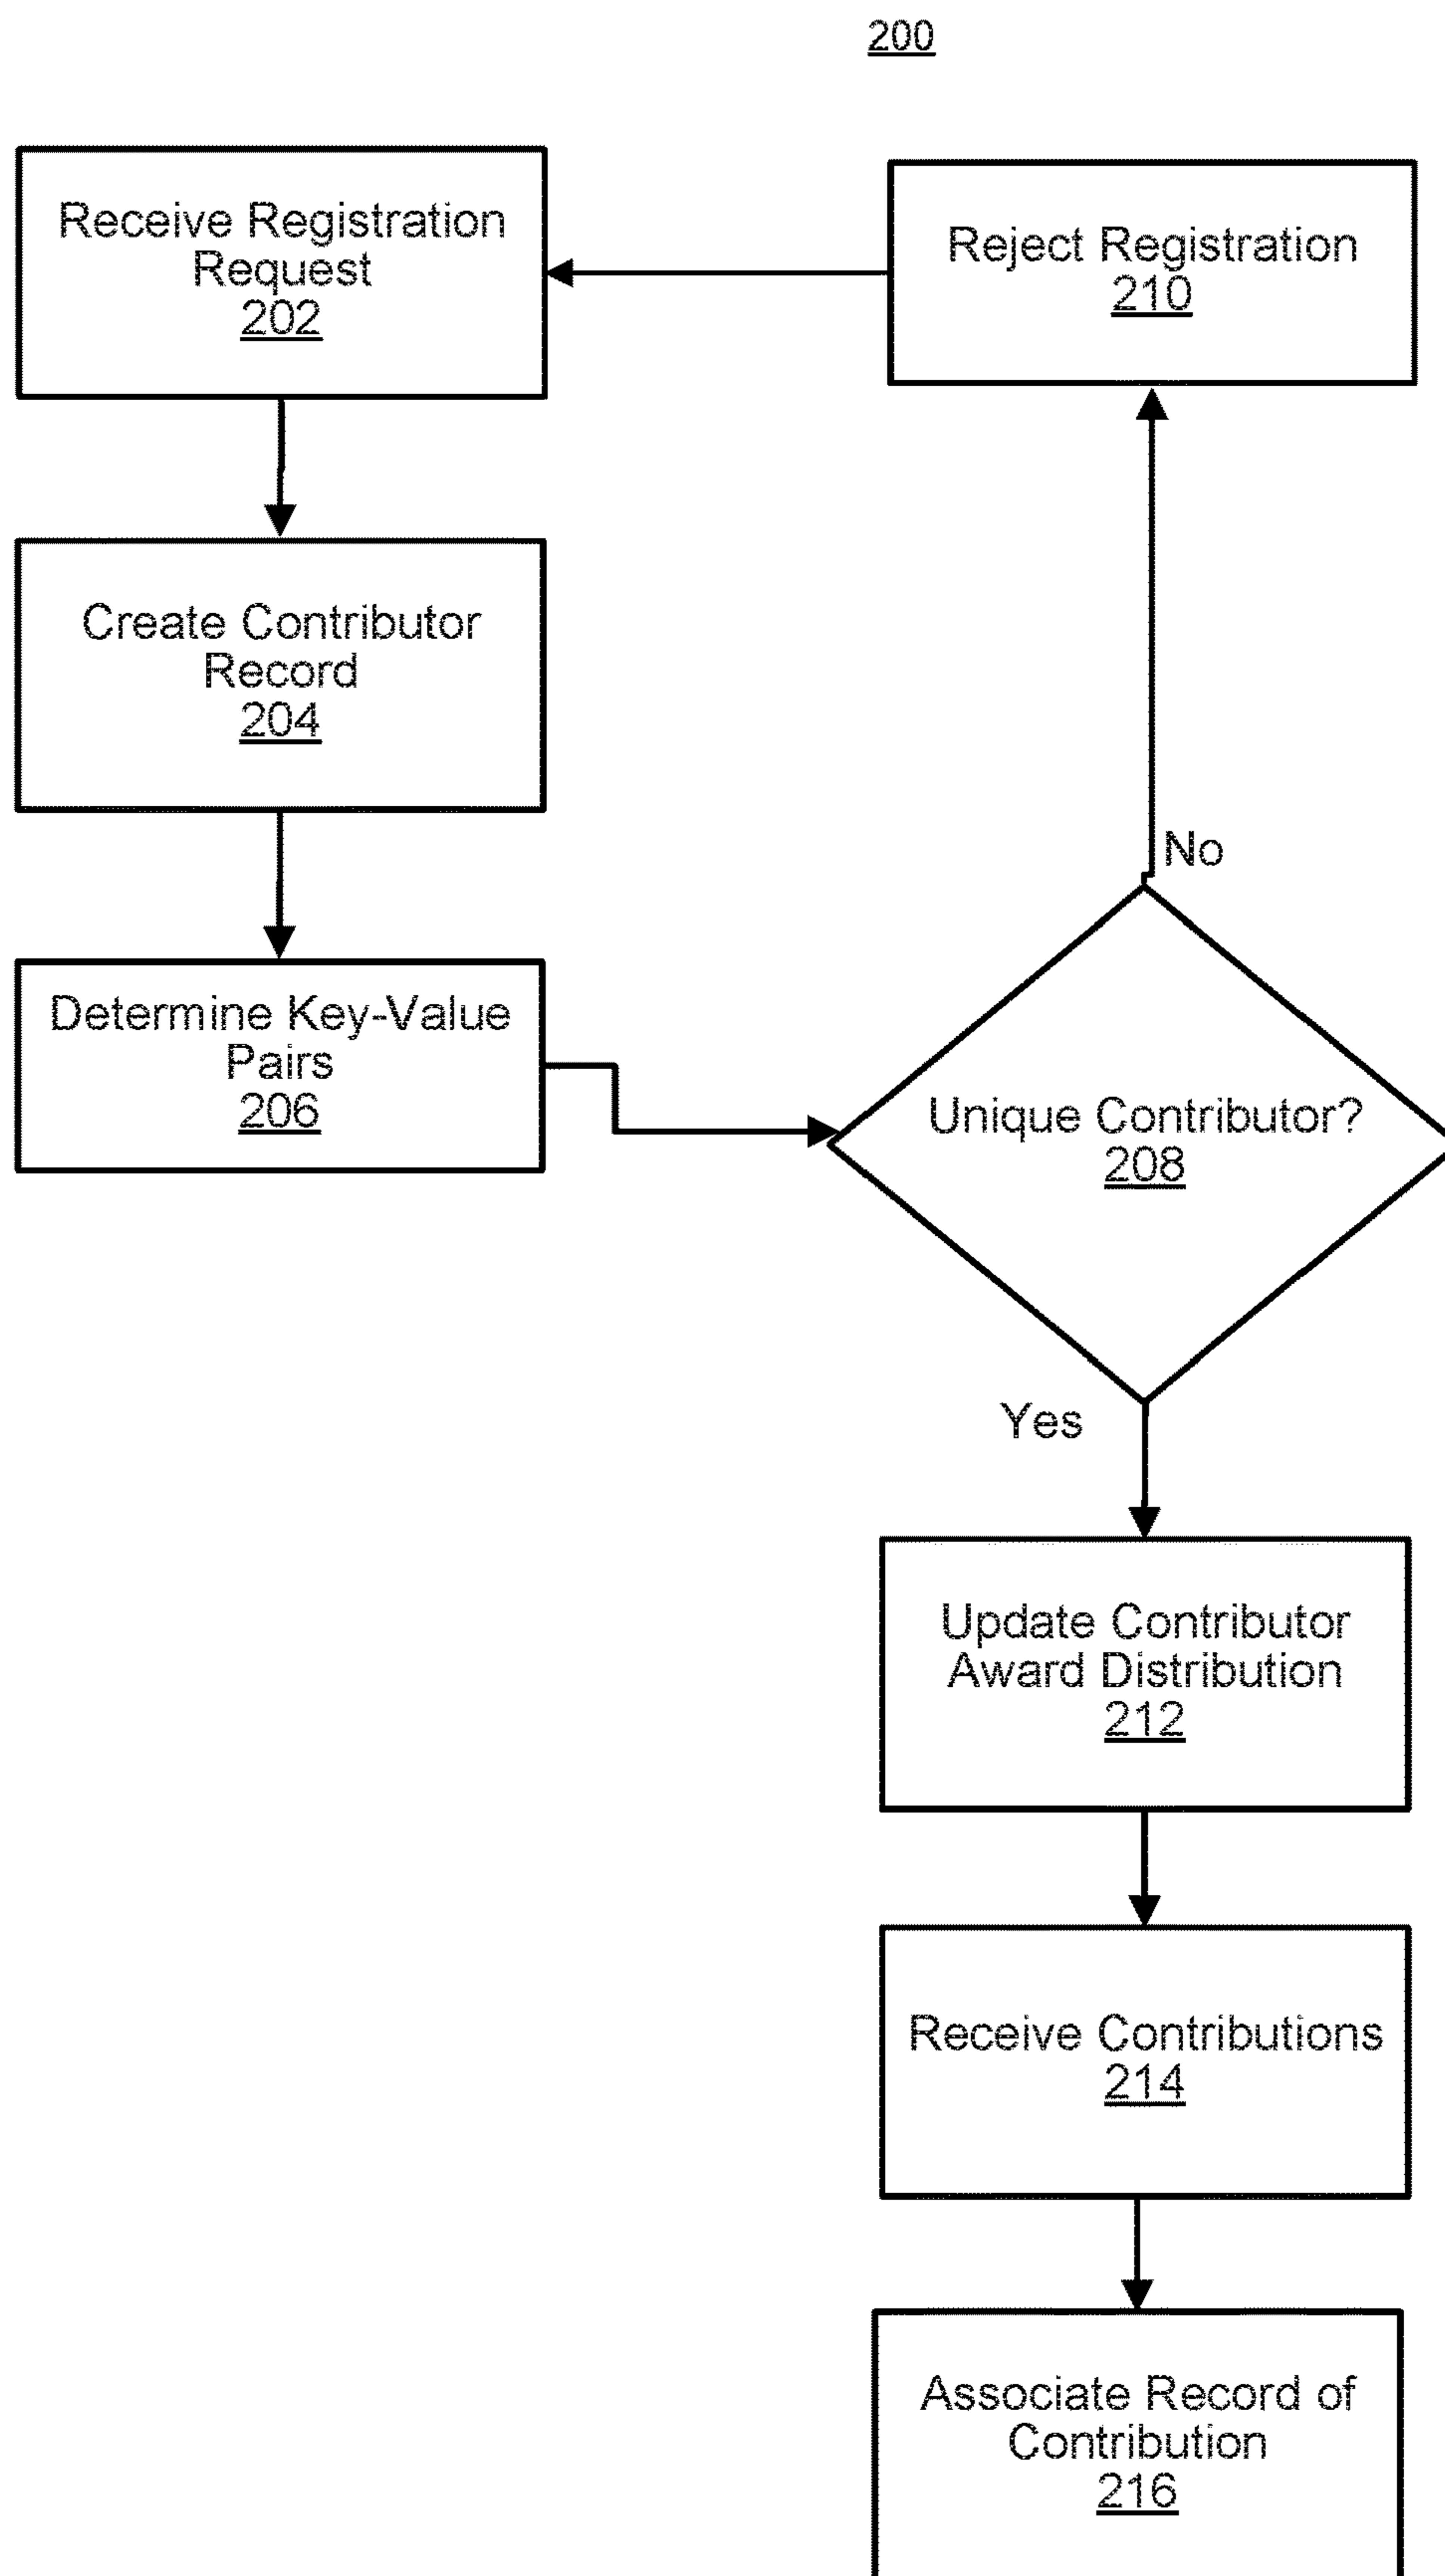 200
Receive Registration
Request
202
Reject Registration
210
Create Contributor
Record
204
No
Determine Key-Value
Pairs
206
Unique Contributor?
208
Yes
Update Contributor
Award Distribution
212
Receive Contributions
214
Associate Record of
Contribution
216